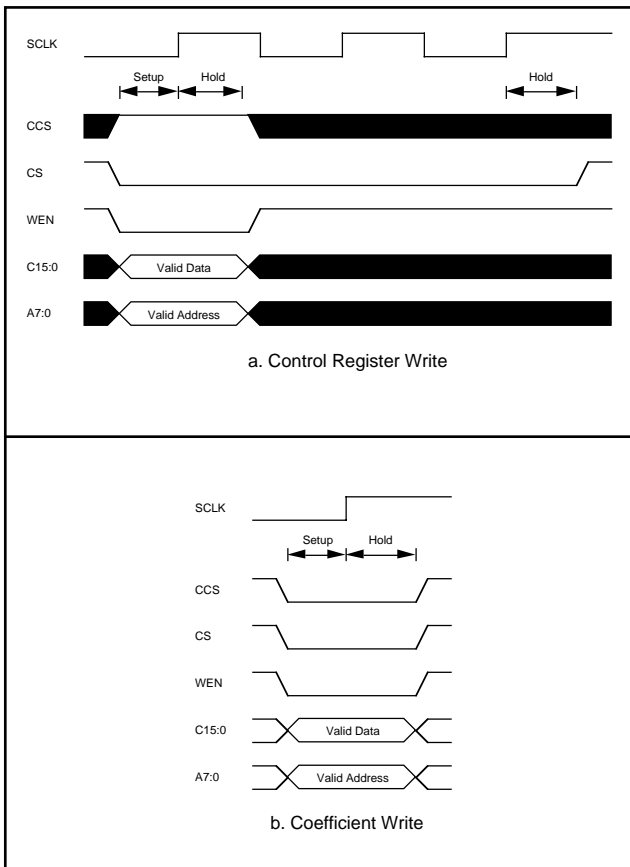 SCLK
Setup Hold Hold
CCS
CS
WEN
C15:0 Valid Data
A7:0 Valid Address
a. Control Register Write
SCLK
Setup Hold
CCS
CS
WEN
C15:0 Valid Data
A7:0 Valid Address
b. Coefficient Write